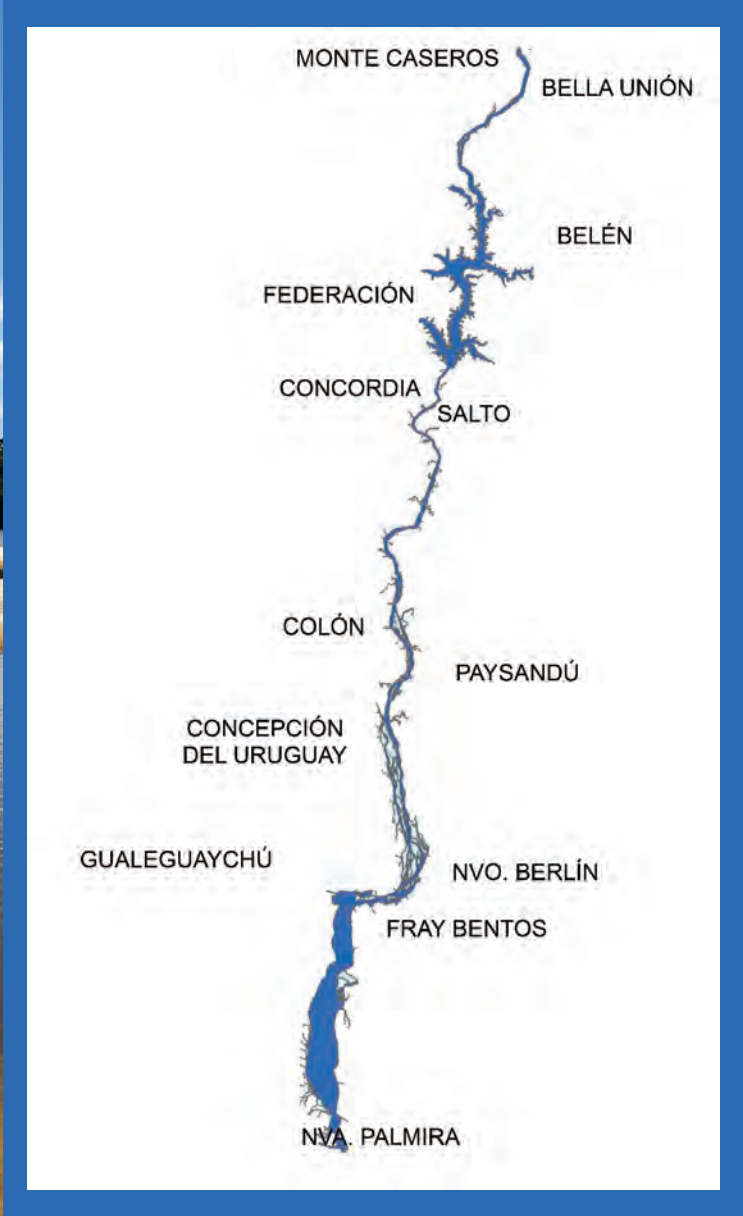 MONTE CASEROS
BELLA UNIÓN
BELÉN
FEDERACIÓN
CONCORDIA
SALTO
COLÓN
PAYSANDÚ
CONCEPCIÓN
DEL URUGUAY
GUALEGUAYCHÚ
NVO. BERLÍN
FRAY BENTOS
NVA. PALMIRA